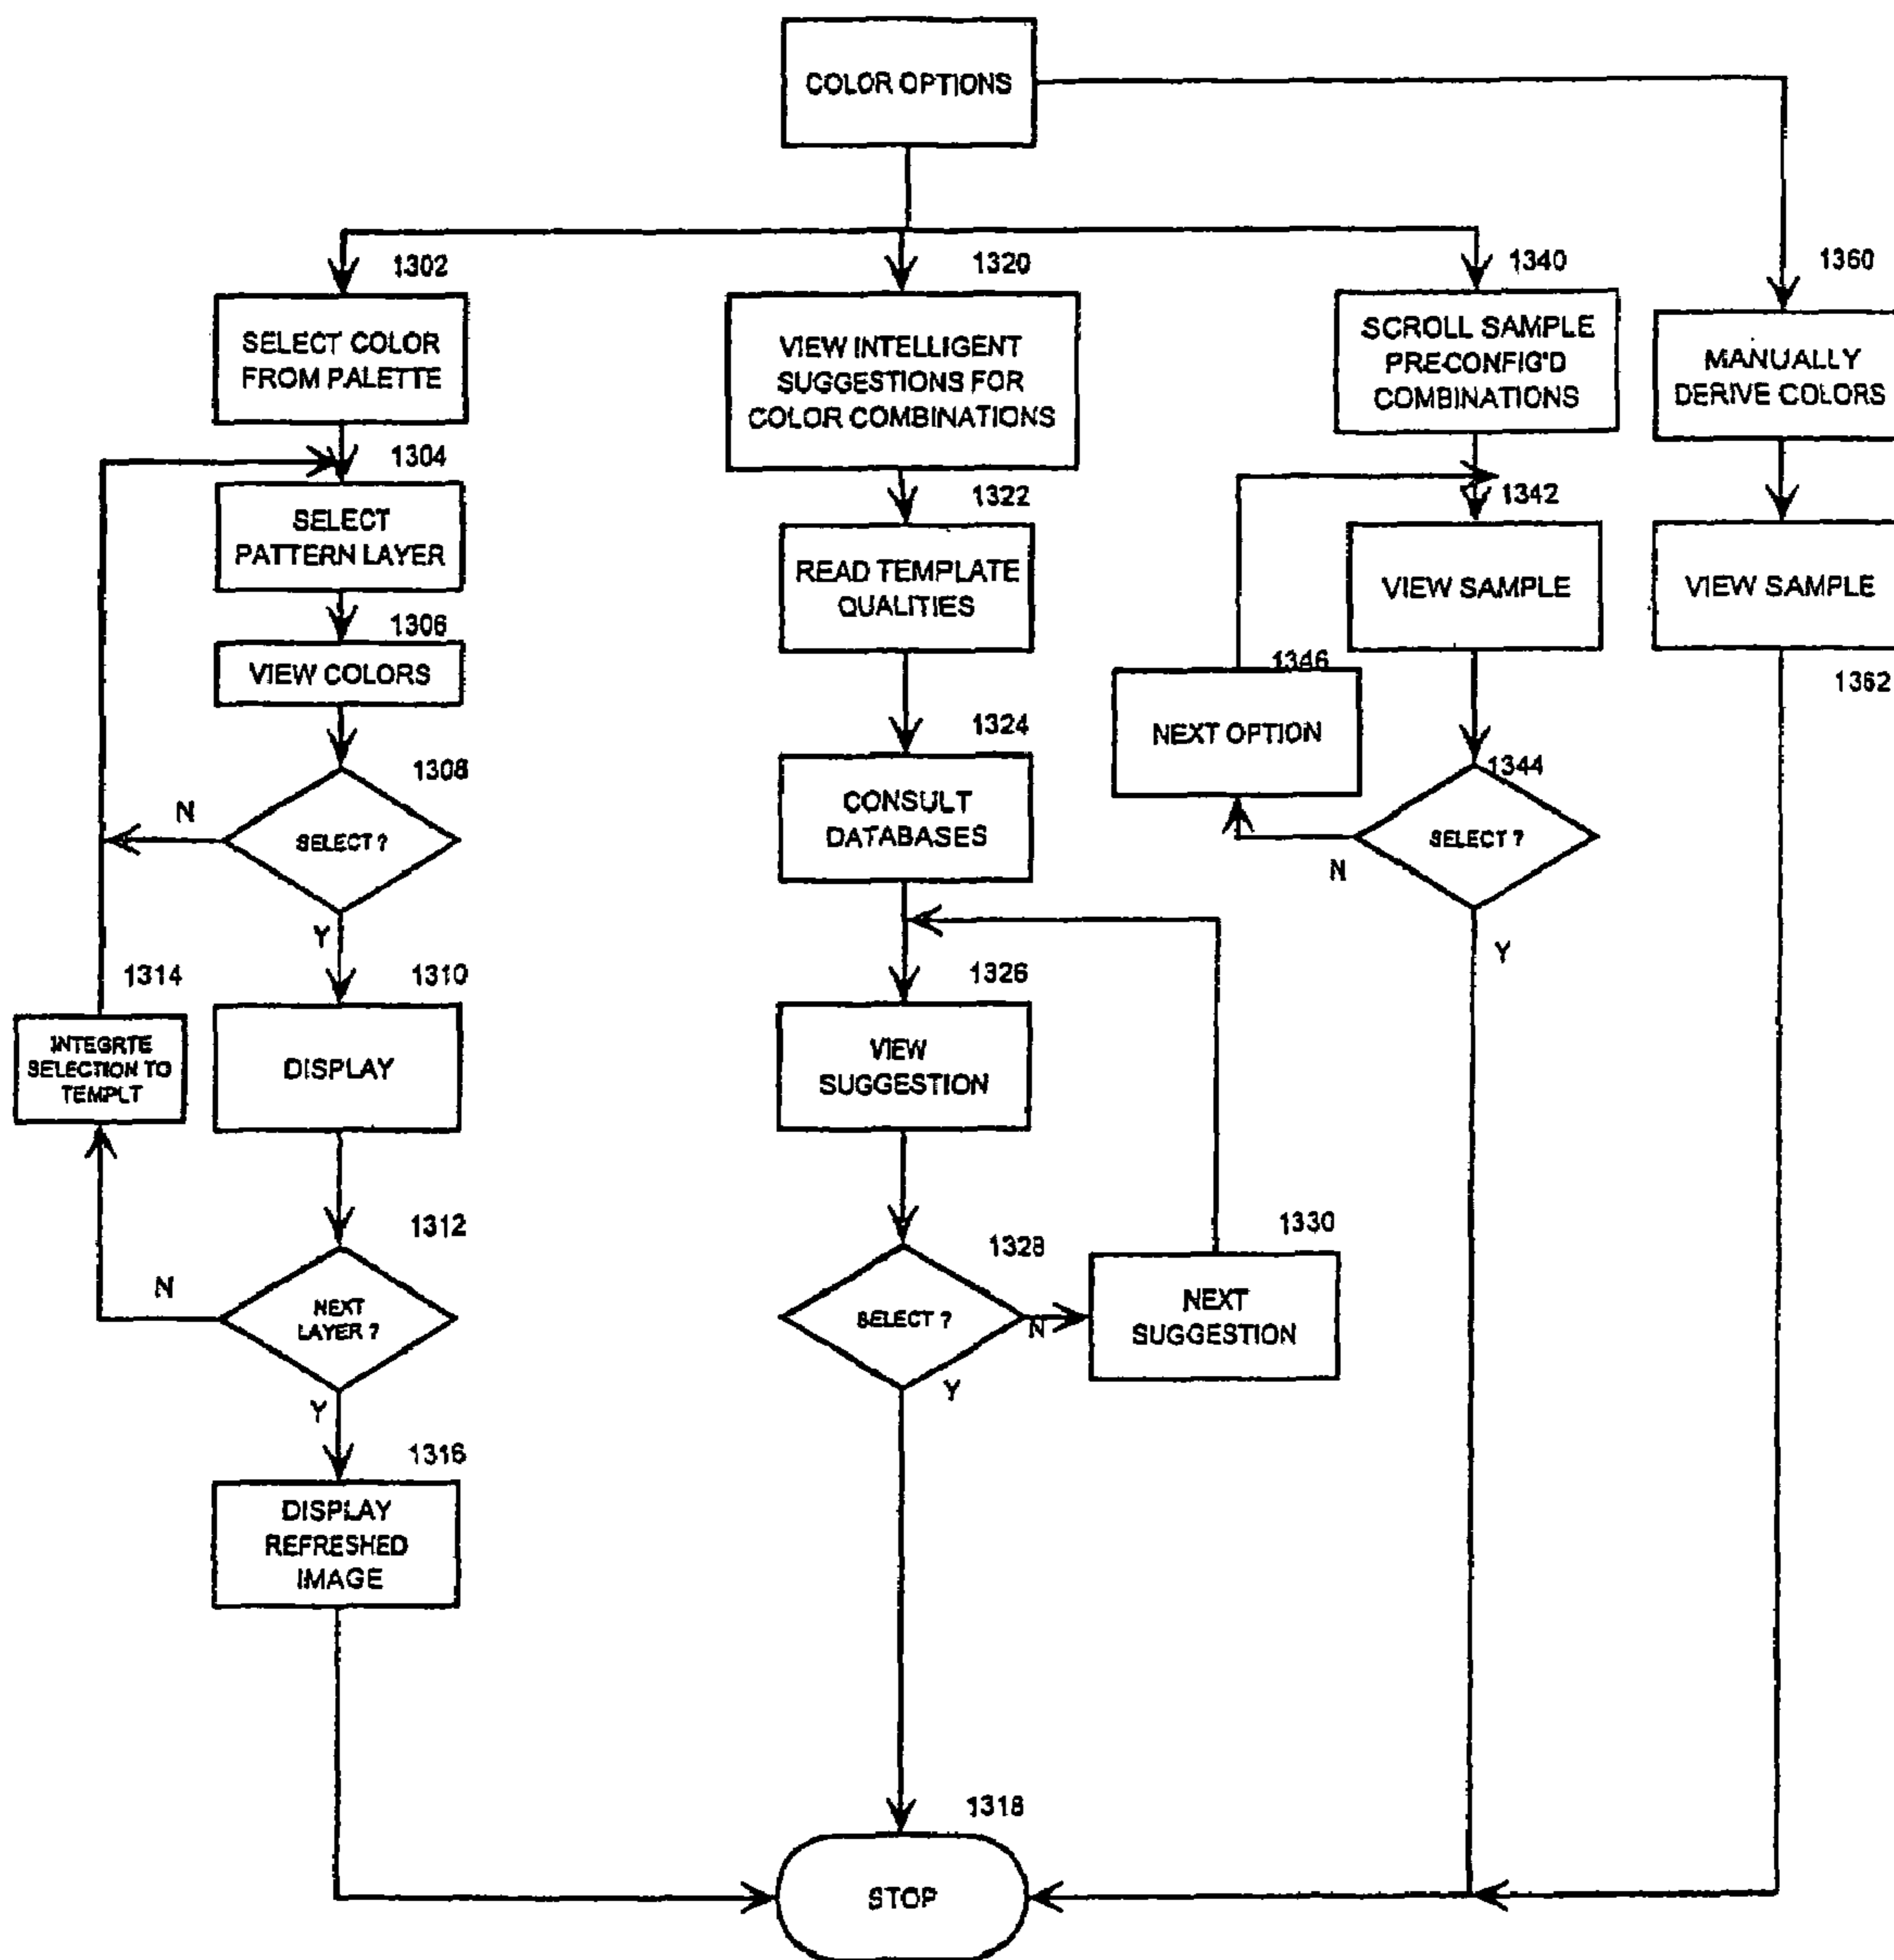 COLOR OPTIONS
1302
SELECT COLOR
FROM PALETTE
1304
SELECT
PATTERN LAYER
1306
VIEW COLORS
1308
SELECT ?
N
Y
1314
INTEGRTE
SELECTION TO
TEMPLT
1310
DISPLAY
1312
NEXT
LAYER ?
N
Y
1316
DISPLAY
REFRESHED
IMAGE
1320
VIEW INTELLIGENT
SUGGESTIONS FOR
COLOR COMBINATIONS
1322
READ TEMPLATE
QUALITIES
1324
CONSULT
DATABASES
1326
VIEW
SUGGESTION
1328
SELECT ?
N
Y
1330
NEXT
SUGGESTION
1318
STOP
1340
SCROLL SAMPLE
PRE-CONFIG'D
COMBINATIONS
1342
VIEW SAMPLE
1346
NEXT OPTION
1344
SELECT ?
N
Y
1360
MANUALLY
DERIVE COLORS
VIEW SAMPLE
1362